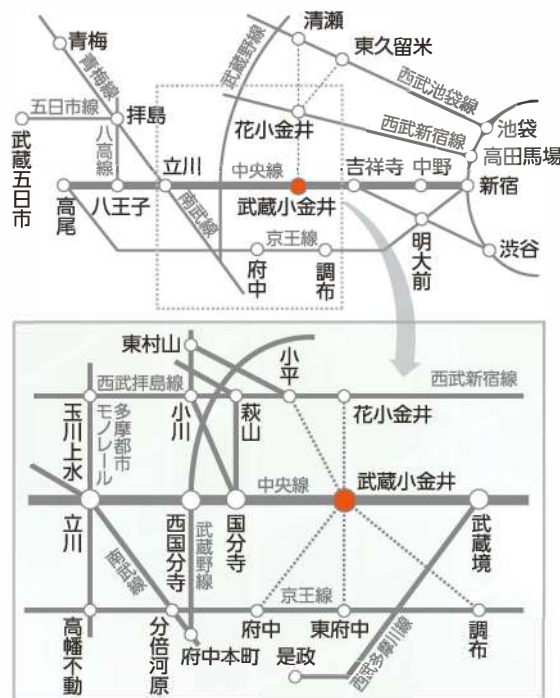 清瀬
青梅
東久留米
武蔵野線
青梅線
西武池袋線
五日市線
拝島
花小金井
西武新宿線
池袋
高田馬場
武蔵五日市
八高線
立川
中央線
吉祥寺
中野
新宿
高尾
八王子
南武線
武蔵小金井
京王線
府中
調布
明大前
渋谷
東村山
小平
西武拝島線
西武新宿線
玉川上水
多摩都市
モノレール
小川
萩山
花小金井
中央線
武蔵小金井
立川
南武線
西国分寺
武蔵野線
国分寺
武蔵境
京王線
高幡不動
分倍河原
府中本町
府中
東府中
是政
西武多摩川線
調布